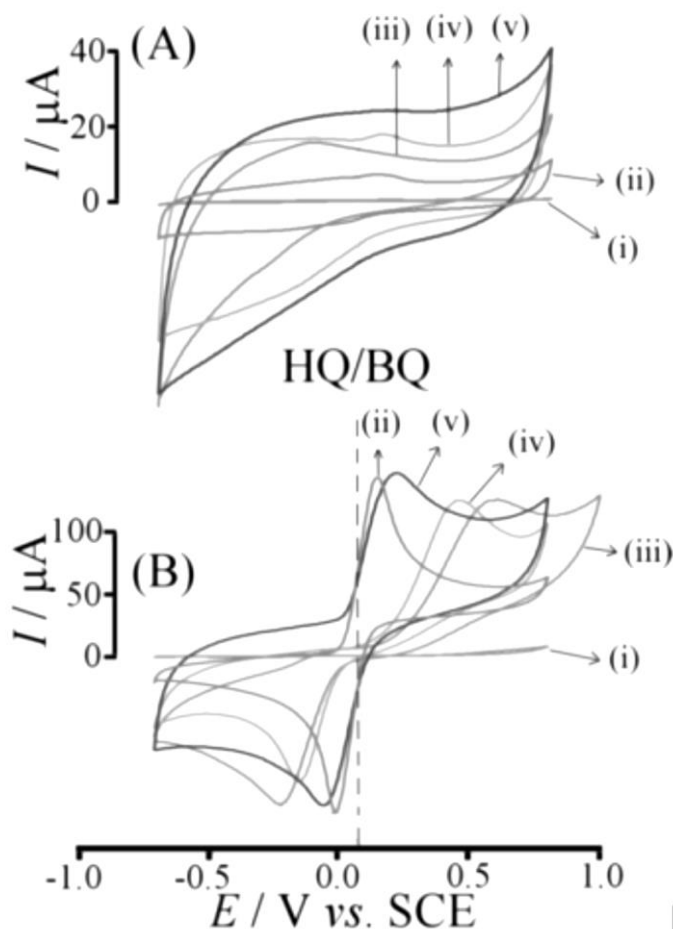 (A)
(iii) (iv) (v)
40
20
0
I / μA
(ii)
(i)
HQ/BQ
(ii) (v) (iv)
100
50
0
I / μA
(B)
(iii)
(i)
-1.0 -0.5 0.0 0.5 1.0
E / V vs. SCE